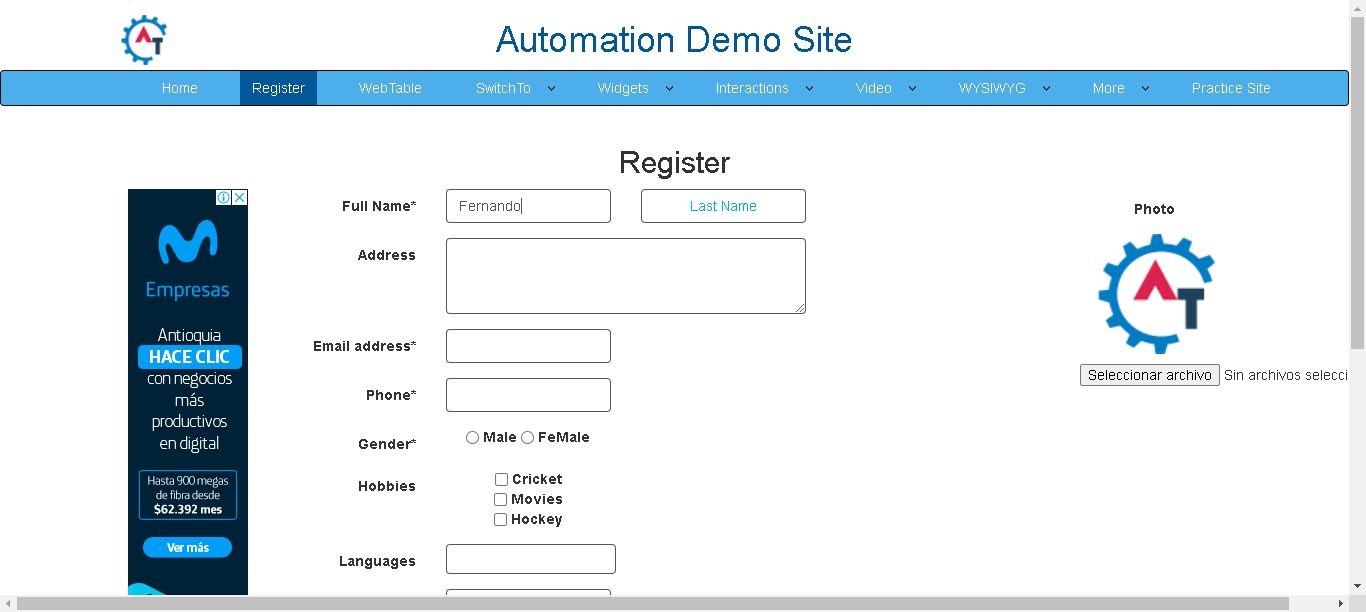 Automation Demo Site
Home Register WebTable SwitchTo Widgets Interactions Video WYSIWYG More Practice Site
Register
Empresas
Antioquia
HACE CLIC
con negocios
más
productivos
en digital
Hasta 900 megas
de fibra desde
$62.392 mes
Ver más
Full Name* Fernando Last Name
Address
Email address*
Phone*
Gender* Male FeMale
Hobbies Cricket
Movies
Hockey
Languages
Photo
AT
Seleccionar archivo Sin archivos selecci